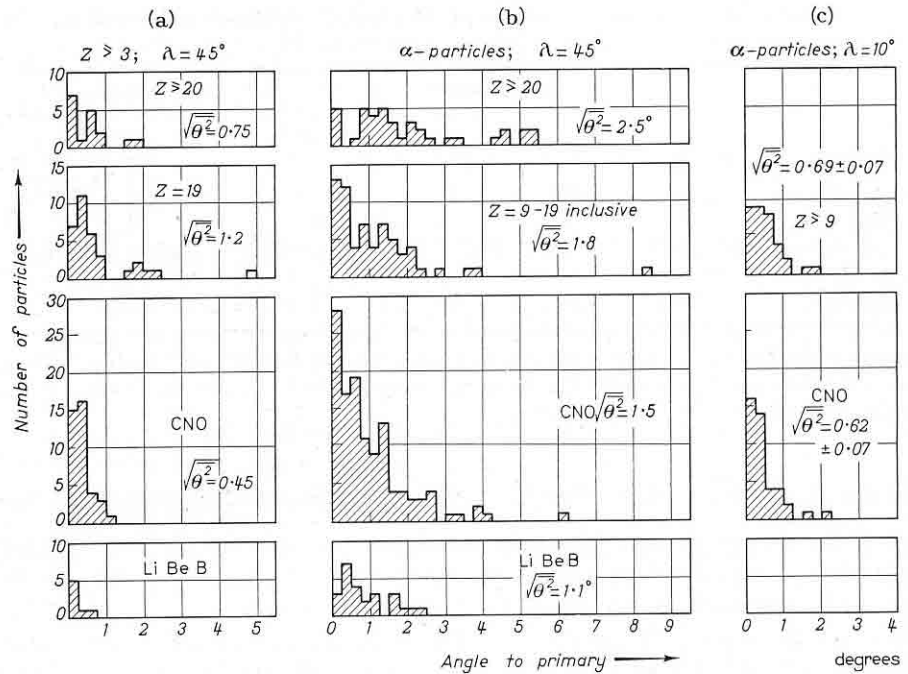 (a)
Z ⩾ 3; λ = 45°
Number of particles
10
5
0
Z ⩾ 20
√θ̅² = 0·75
15
10
5
0
Z = 19
√θ̅² = 1·2
30
25
20
15
10
5
0
CNO
√θ̅² = 0·45
10
5
0
Li Be B
0 1 2 3 4 5
(b)
α-particles; λ = 45°
Z ⩾ 20
√θ̅² = 2·5°
Z = 9 – 19 inclusive
√θ̅² = 1·8
CNO √θ̅² = 1·5
Li Be B
√θ̅² = 1·1°
0 1 2 3 4 5 6 7 8 9
Angle to primary
(c)
α-particles; λ = 10°
√θ̅² = 0·69 ± 0·07
Z ⩾ 9
CNO
√θ̅² = 0·62
± 0·07
0 1 2 3 4
degrees